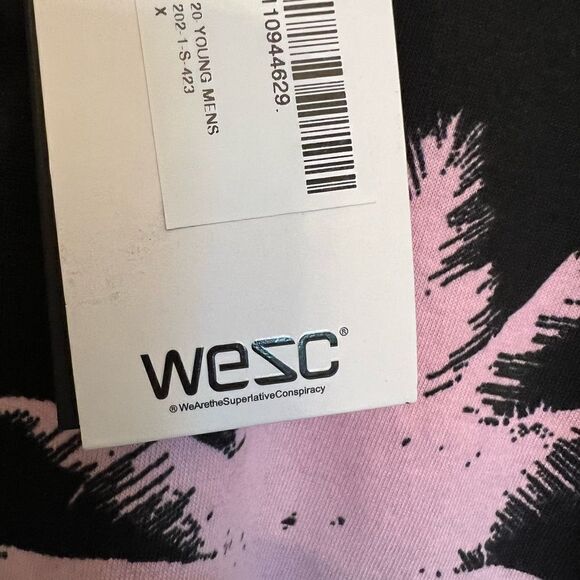 110944629.
20-YOUNG MENS
202-1-S-423
X
wesc®
® WeAretheSuperlativeConspiracy